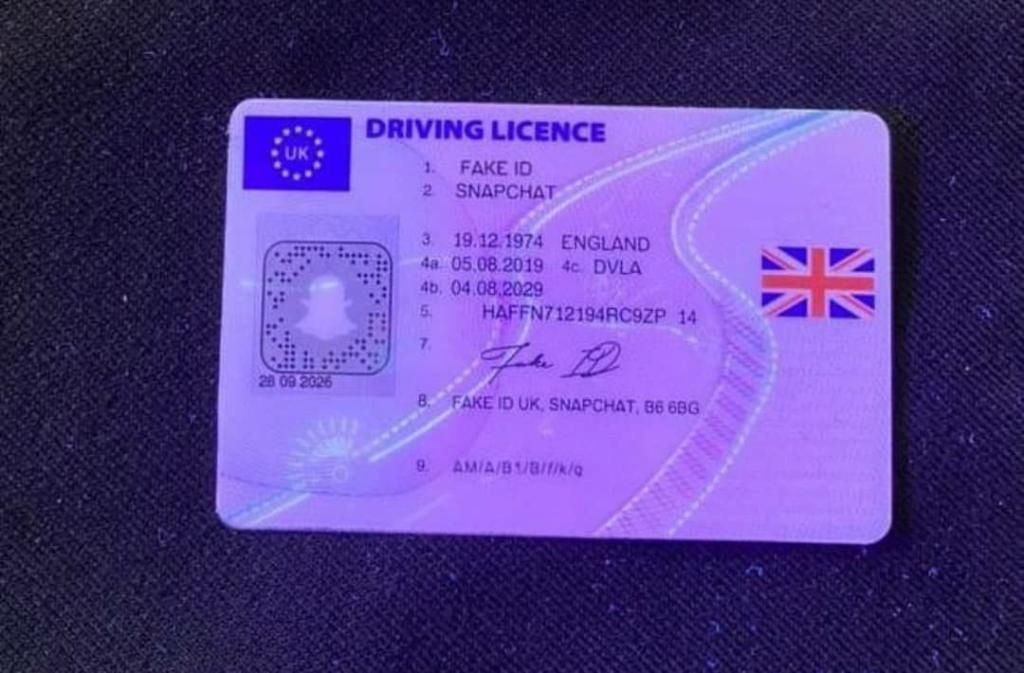 UK
DRIVING LICENCE
1. FAKE ID
2. SNAPCHAT
3. 19.12.1974 ENGLAND
4a. 05.08.2019 4c. DVLA
4b. 04.08.2029
5. HAFFN712194RC9ZP 14
28 09 2026
7. Fake ID
8. FAKE ID UK, SNAPCHAT, B6 6BG
9. AM/A/B1/B/f/k/q